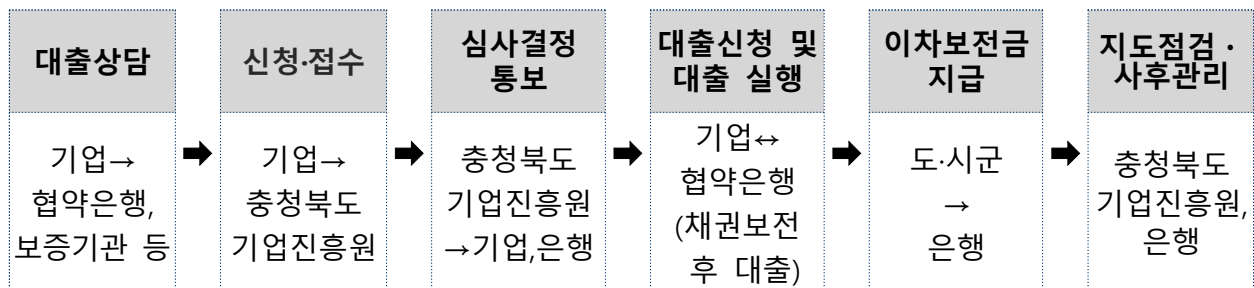 대출상담
기업→
협약은행,
보증기관 등
신청·접수
기업→
충청북도
기업진흥원
심사결정
통보
충청북도
기업진흥원
→기업,은행
대출신청 및
대출 실행
기업↔
협약은행
(채권보전
후 대출)
이차보전금
지급
도·시군
→
은행
지도점검·
사후관리
충청북도
기업진흥원,
은행